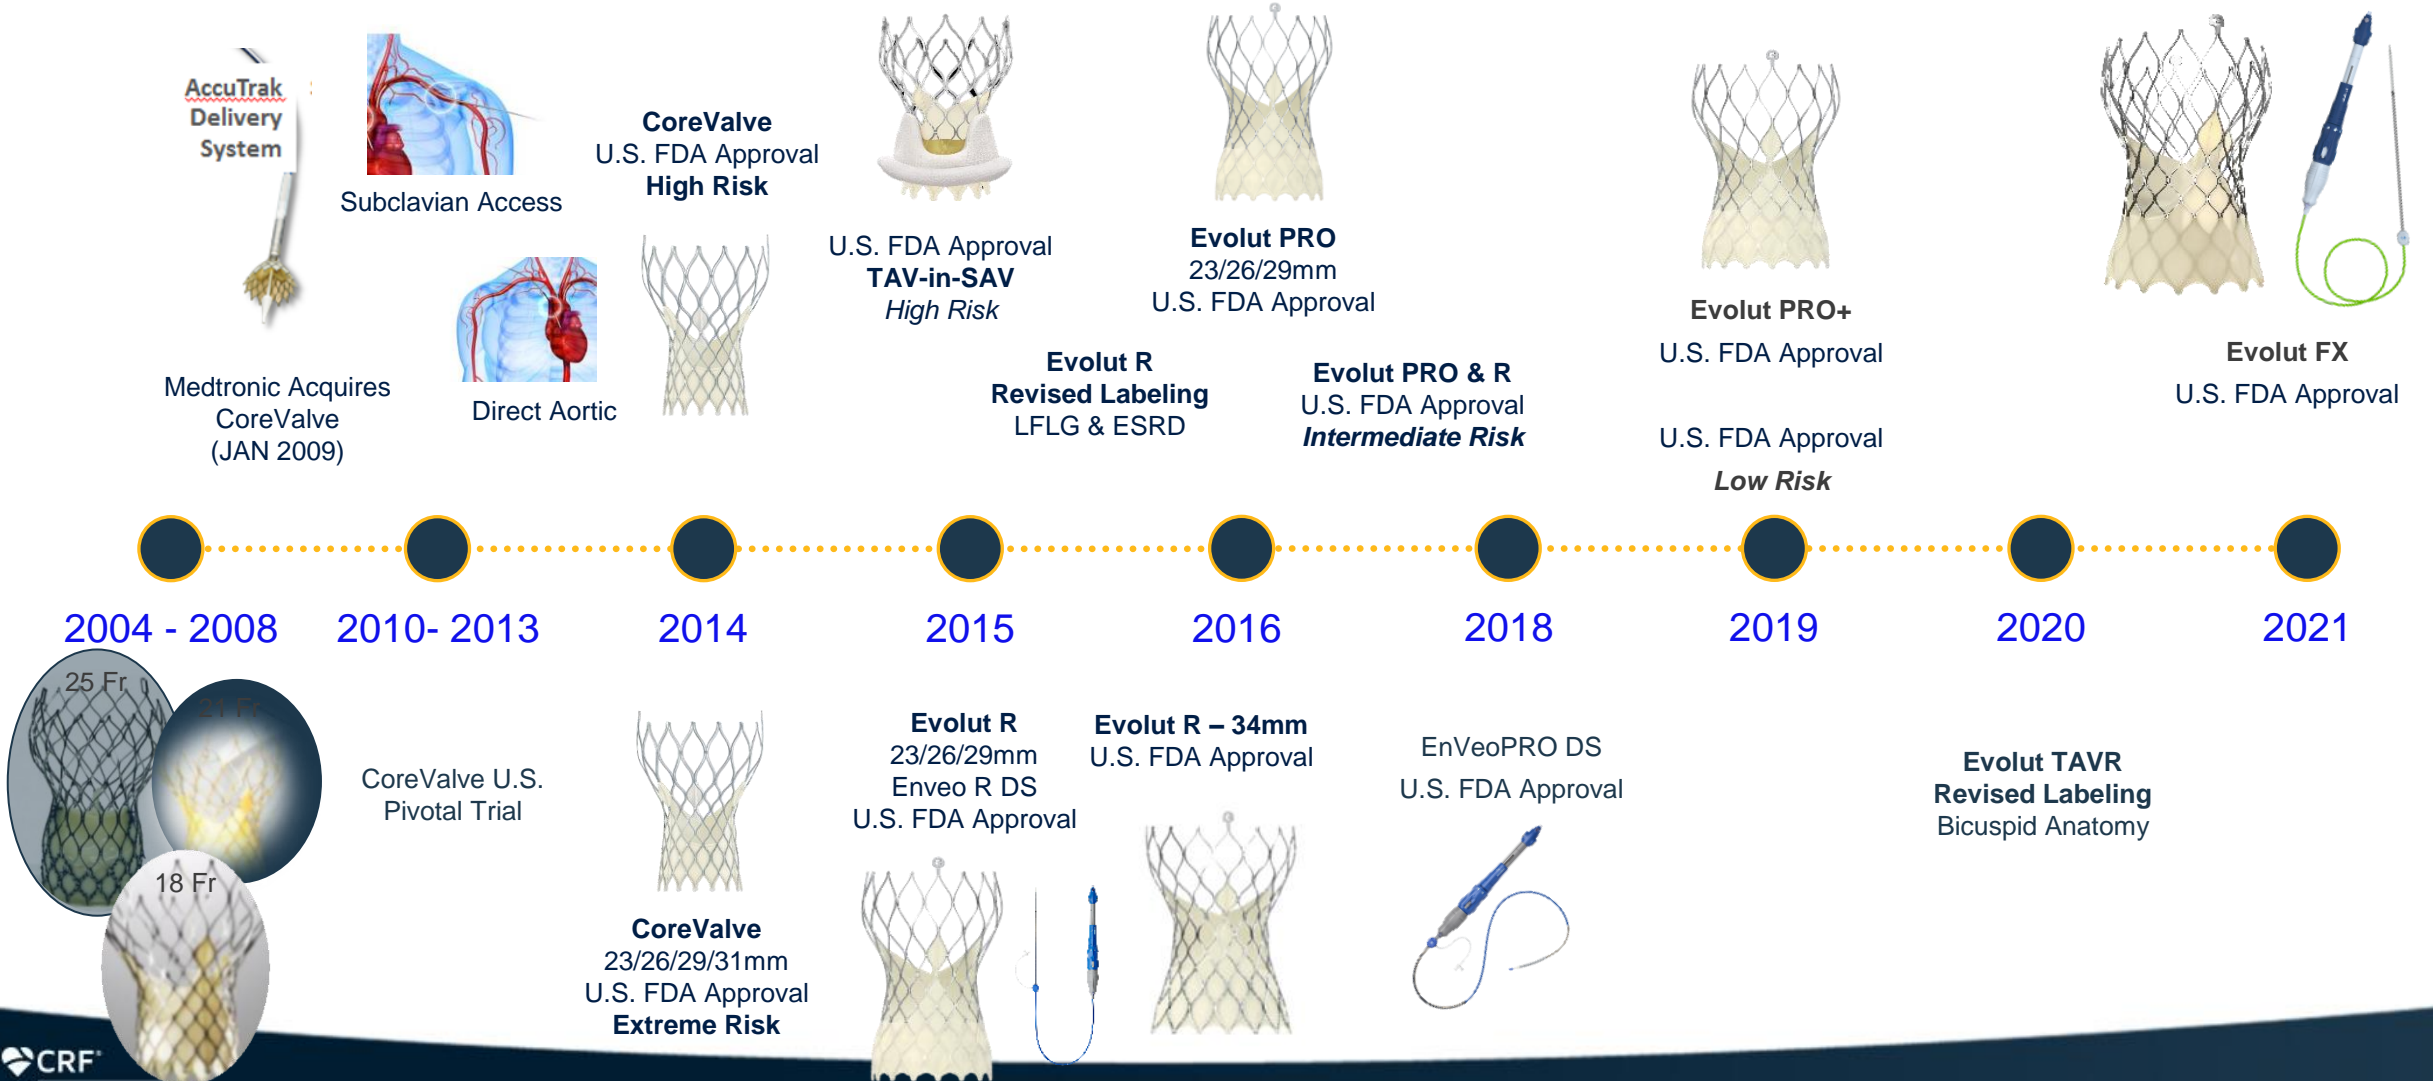 AccuTrak
Delivery
System
Medtronic Acquires
CoreValve
(JAN 2009)
Subclavian Access
Direct Aortic
CoreValve
U.S. FDA Approval
High Risk
U.S. FDA Approval
TAV-in-SAV
High Risk
Evolut R
Revised Labeling
LFLG & ESRD
Evolut PRO
23/26/29mm
U.S. FDA Approval
Evolut PRO & R
U.S. FDA Approval
Intermediate Risk
Evolut PRO+
U.S. FDA Approval
U.S. FDA Approval
Low Risk
Evolut FX
U.S. FDA Approval
2004 - 2008
2010- 2013
2014
2015
2016
2018
2019
2020
2021
25 Fr
21 Fr
18 Fr
CoreValve U.S.
Pivotal Trial
CoreValve
23/26/29/31mm
U.S. FDA Approval
Extreme Risk
Evolut R
23/26/29mm
Enveo R DS
U.S. FDA Approval
Evolut R – 34mm
U.S. FDA Approval
EnVeoPRO DS
U.S. FDA Approval
Evolut TAVR
Revised Labeling
Bicuspid Anatomy
CRF